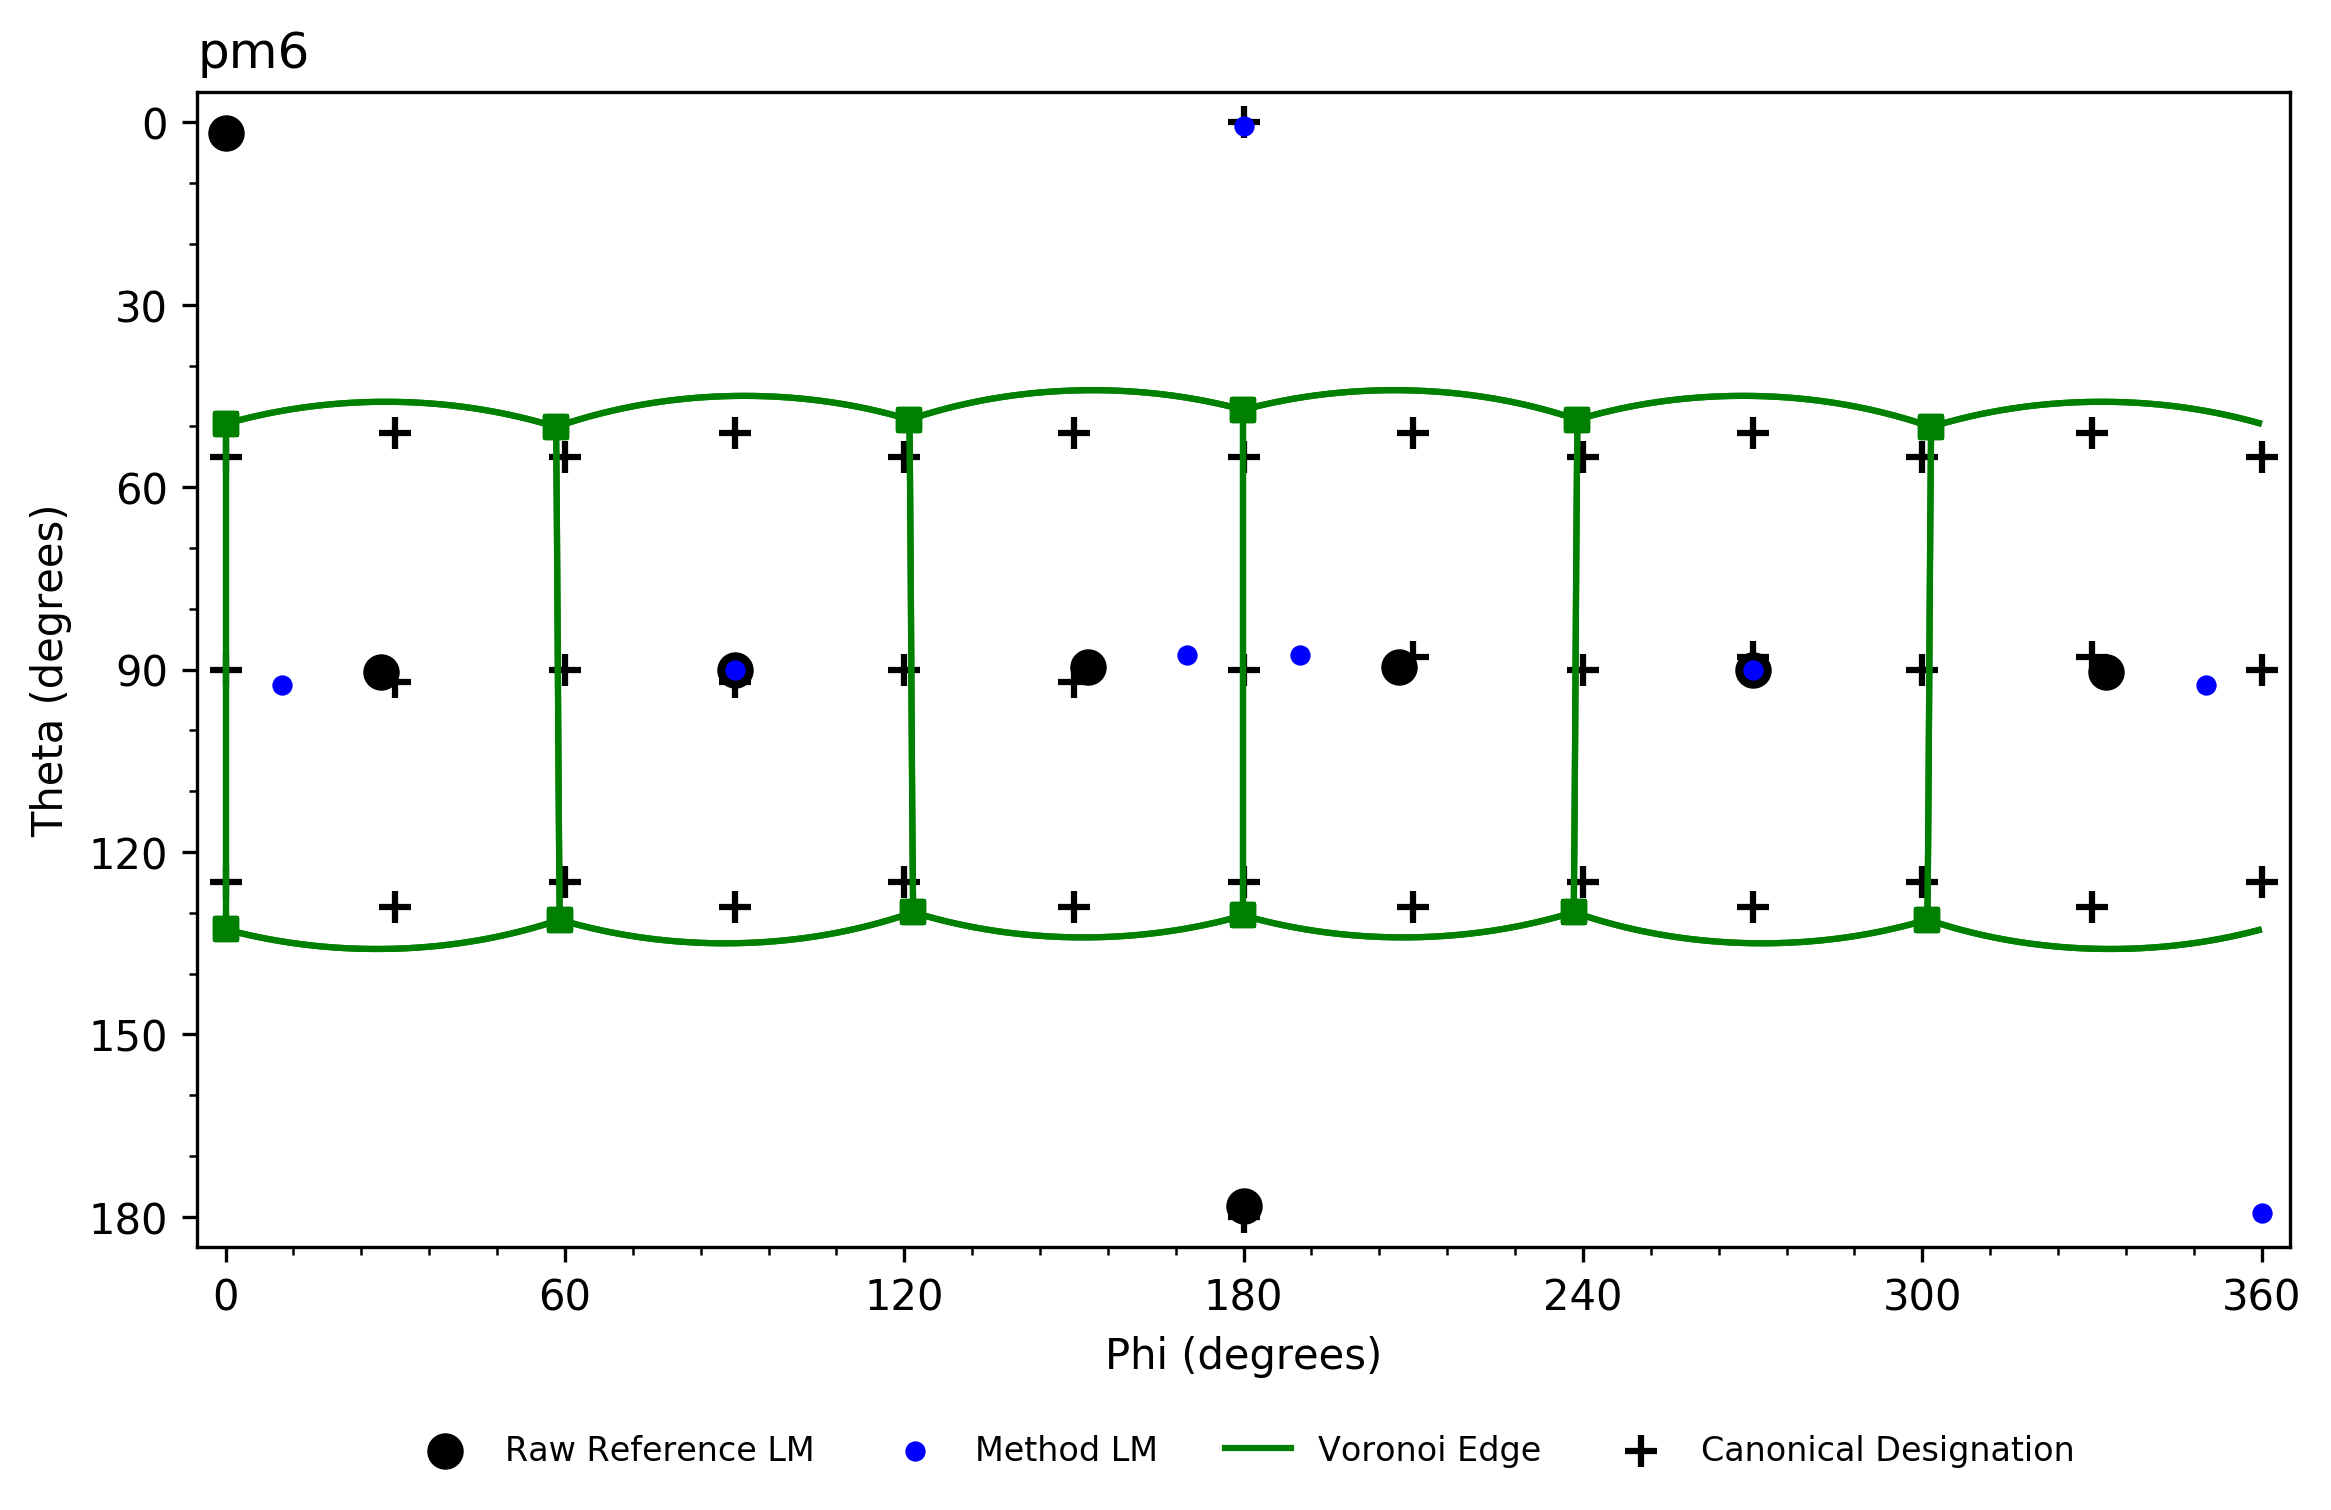 pm6
0
30
60
90
120
150
180
Theta (degrees)
0 60 120 180 240 300 360
Phi (degrees)
Raw Reference LM Method LM Voronoi Edge Canonical Designation